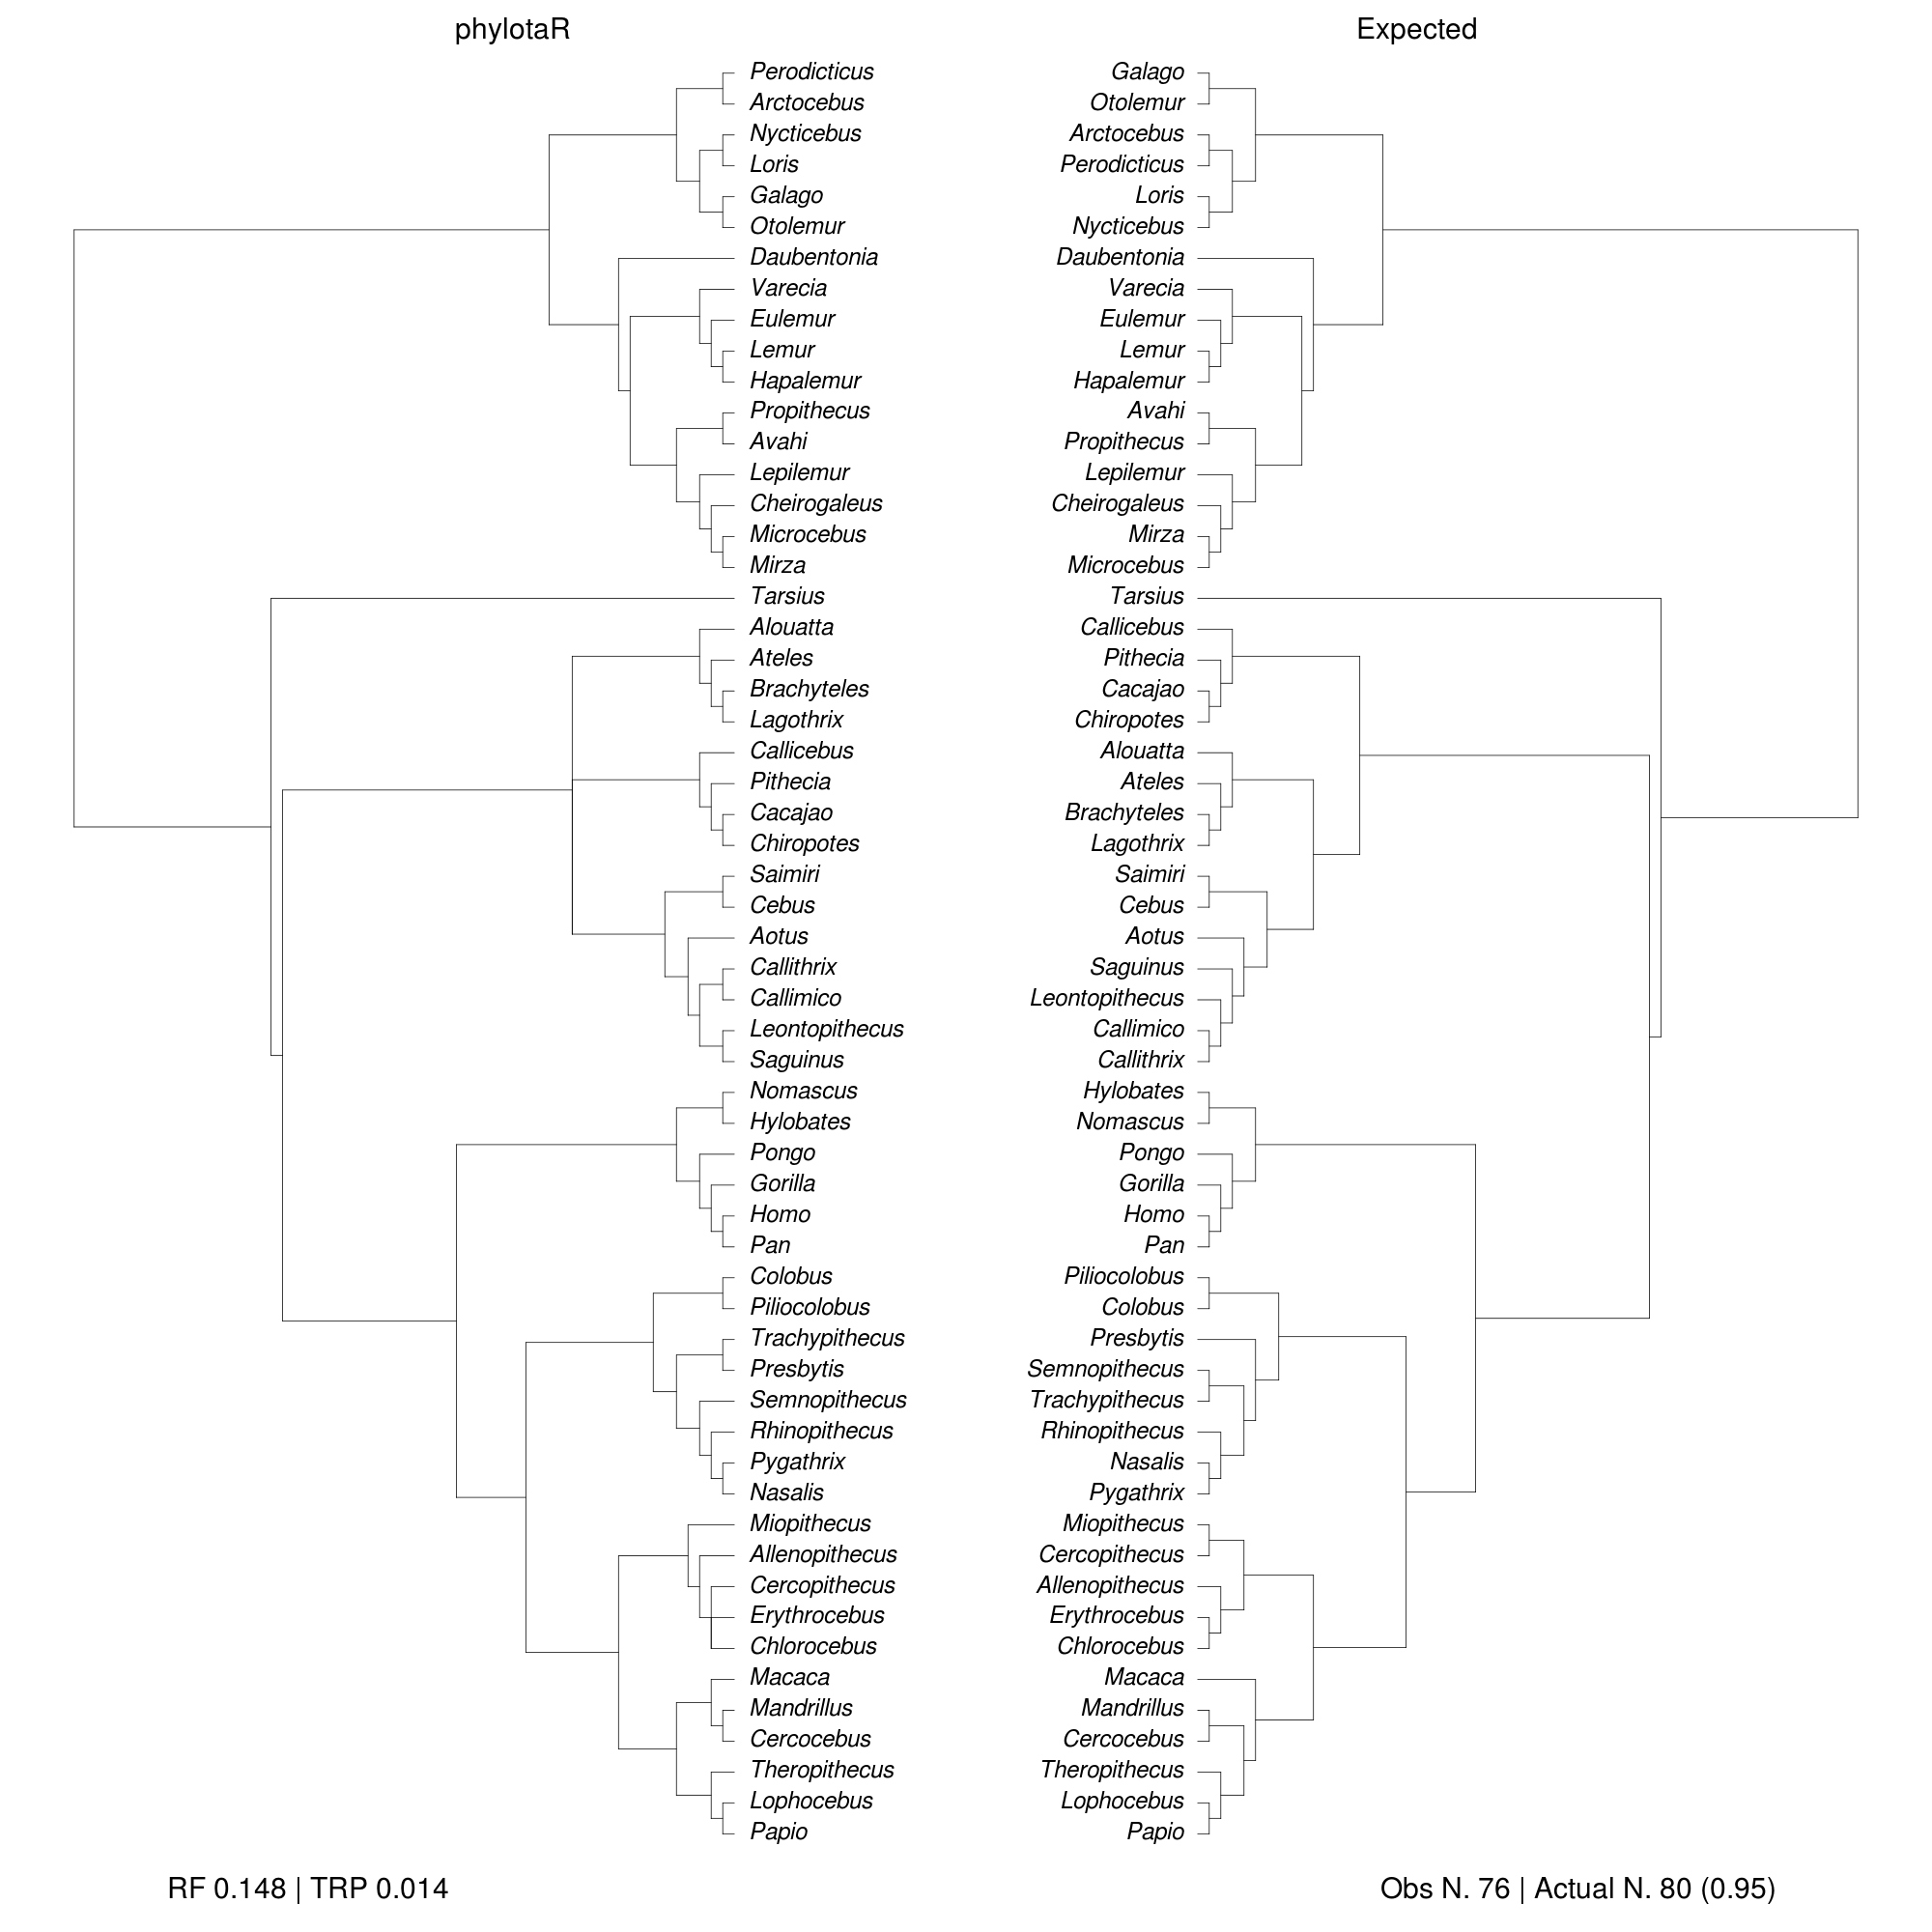 phylotaR
Expected
Perodicticus Galago
Arctocebus Otolemur
Nycticebus Arctocebus
Loris Perodicticus
Galago Loris
Otolemur Nycticebus
Daubentonia Daubentonia
Varecia Varecia
Eulemur Eulemur
Lemur Lemur
Hapalemur Hapalemur
Propithecus Avahi
Avahi Propithecus
Lepilemur Lepilemur
Cheirogaleus Cheirogaleus
Microcebus Mirza
Mirza Microcebus
Tarsius Tarsius
Alouatta Callicebus
Ateles Pithecia
Brachyteles Cacajao
Lagothrix Chiropotes
Callicebus Alouatta
Pithecia Ateles
Cacajao Brachyteles
Chiropotes Lagothrix
Saimiri Saimiri
Cebus Cebus
Aotus Aotus
Callithrix Saguinus
Callimico Leontopithecus
Leontopithecus Callimico
Saguinus Callithrix
Nomascus Hylobates
Hylobates Nomascus
Pongo Pongo
Gorilla Gorilla
Homo Homo
Pan Pan
Colobus Piliocolobus
Piliocolobus Colobus
Trachypithecus Presbytis
Presbytis Semnopithecus
Semnopithecus Trachypithecus
Rhinopithecus Rhinopithecus
Pygathrix Nasalis
Nasalis Pygathrix
Miopithecus Miopithecus
Allenopithecus Cercopithecus
Cercopithecus Allenopithecus
Erythrocebus Erythrocebus
Chlorocebus Chlorocebus
Macaca Macaca
Mandrillus Mandrillus
Cercocebus Cercocebus
Theropithecus Theropithecus
Lophocebus Lophocebus
Papio Papio
RF 0.148 | TRP 0.014
Obs N. 76 | Actual N. 80 (0.95)